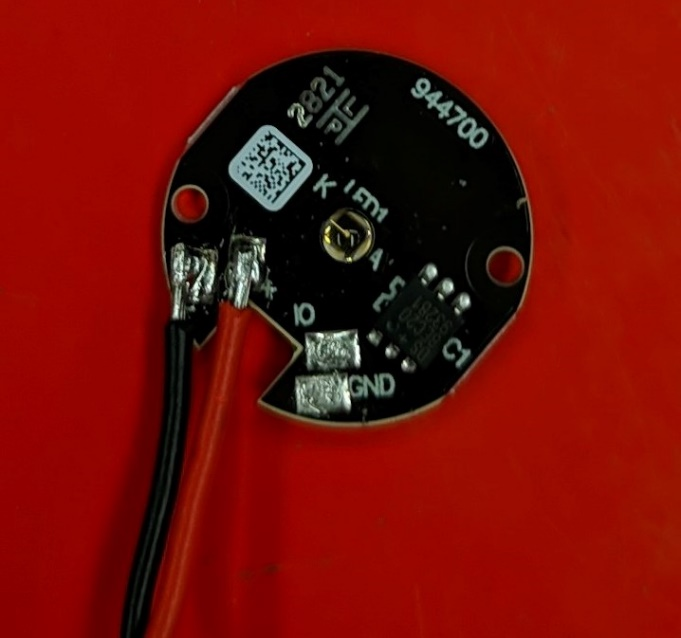 2821
944700
K
LED1
A
IO
GND
C1